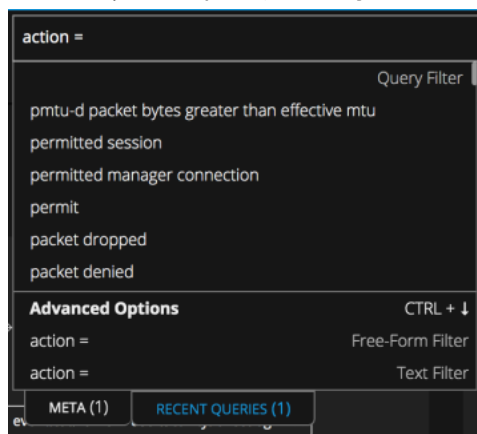 action =
Query Filter
pmtu-d packet bytes greater than effective mtu
permitted session
permitted manager connection
permit
packet dropped
packet denied
Advanced Options CTRL + ↓
action = Free-Form Filter
action = Text Filter
META (1) RECENT QUERIES (1)